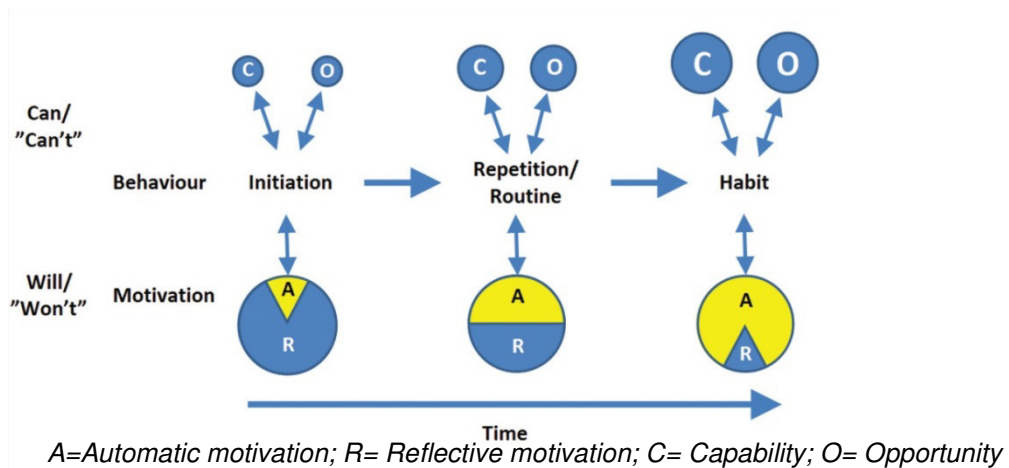 C O C O C O
Can/
"Can't"
Behaviour Initiation Repetition/
Routine Habit
Will/
"Won't"
Motivation
A A A
R R R
Time
A=Automatic motivation; R= Reflective motivation; C= Capability; O= Opportunity